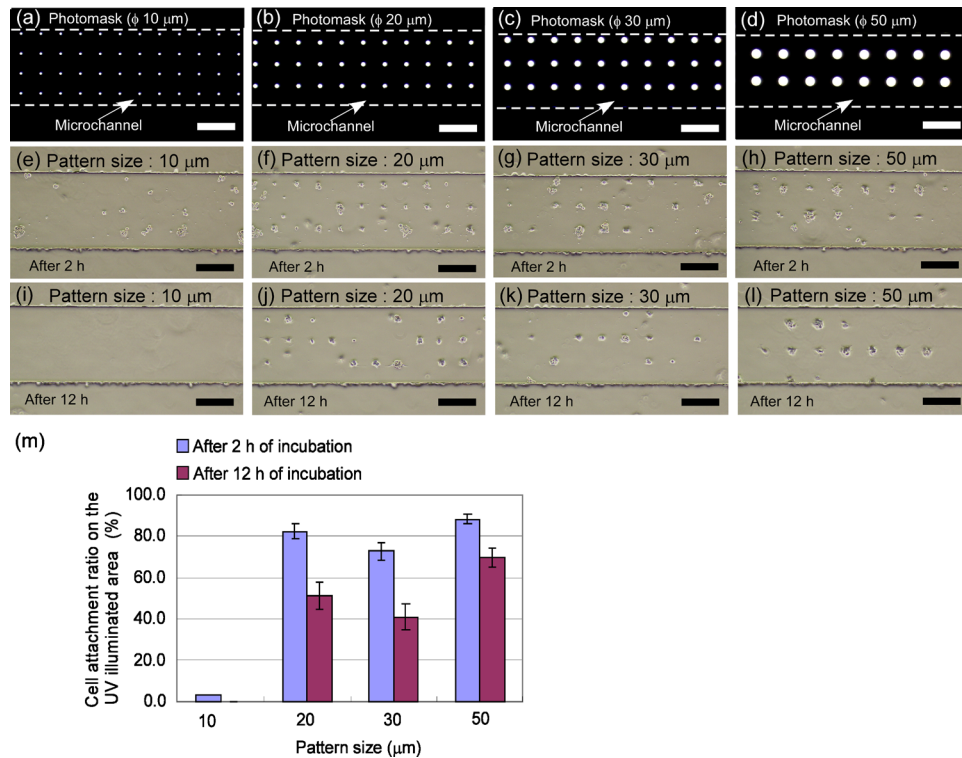 (a) Photomask (ϕ 10 μm)
Microchannel
(b) Photomask (ϕ 20 μm)
Microchannel
(c) Photomask (ϕ 30 μm)
Microchannel
(d) Photomask (ϕ 50 μm)
Microchannel
(e) Pattern size : 10 μm
After 2 h
(f) Pattern size : 20 μm
After 2 h
(g) Pattern size : 30 μm
After 2 h
(h) Pattern size : 50 μm
After 2 h
(i) Pattern size : 10 μm
After 12 h
(j) Pattern size : 20 μm
After 12 h
(k) Pattern size : 30 μm
After 12 h
(l) Pattern size : 50 μm
After 12 h
(m)
After 2 h of incubation
After 12 h of incubation
Cell attachment ratio on the
UV illuminated area (%)
100.0
80.0
60.0
40.0
20.0
0.0
10 20 30 50
Pattern size (μm)